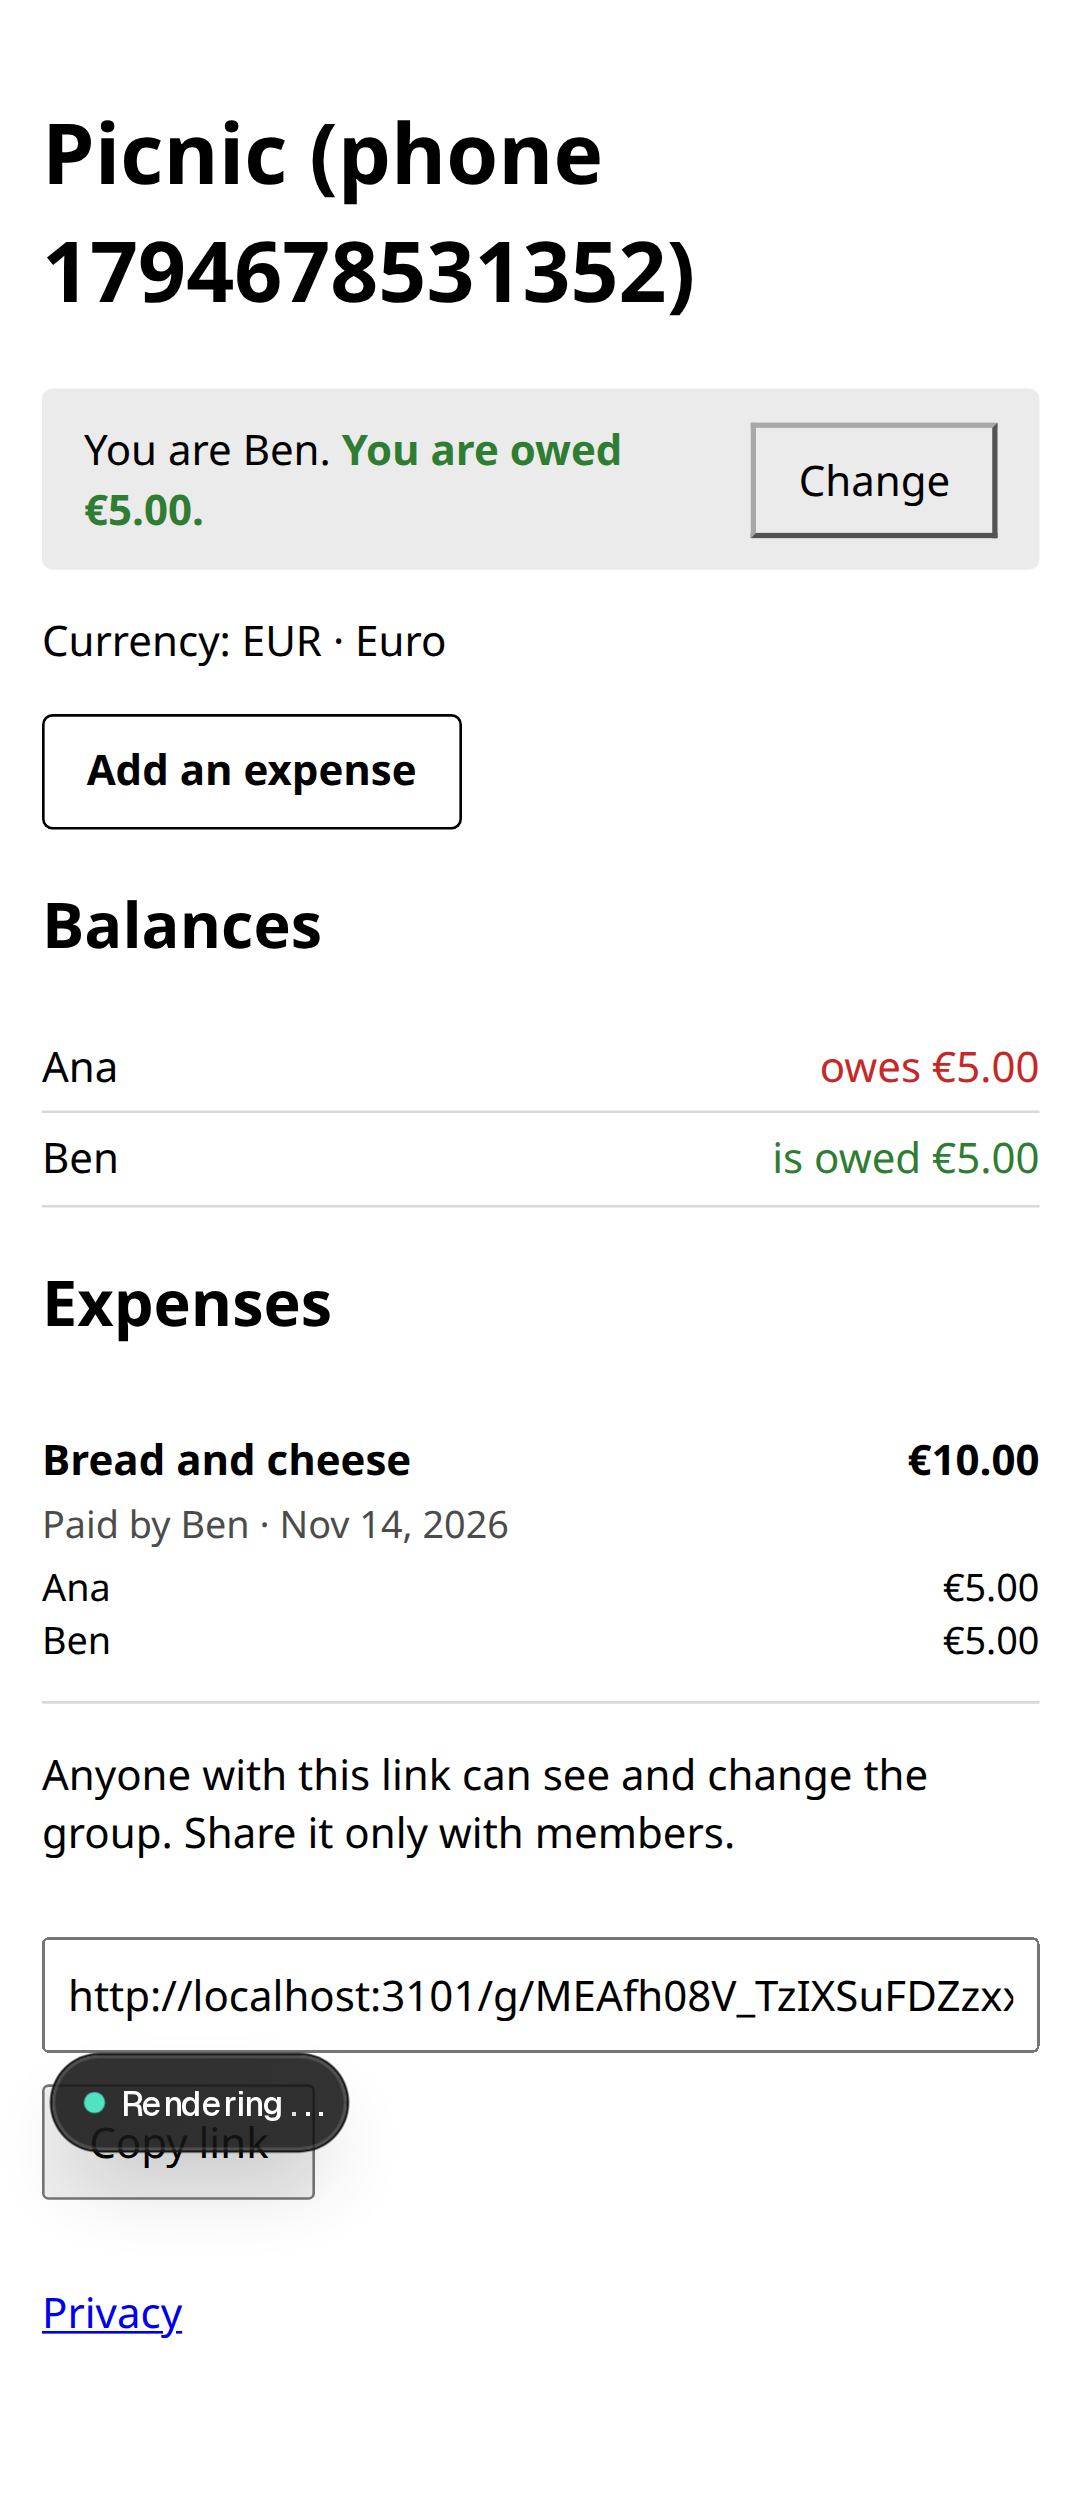 Picnic (phone
1794678531352)
You are Ben. You are owed
€5.00.
Change
Currency: EUR · Euro
Add an expense
Balances
Ana owes €5.00
Ben is owed €5.00
Expenses
Bread and cheese €10.00
Paid by Ben · Nov 14, 2026
Ana €5.00
Ben €5.00
Anyone with this link can see and change the
group. Share it only with members.
http://localhost:3101/g/MEAfh08V_TzIXSuFDZzx
Rendering...
Copy link
Privacy